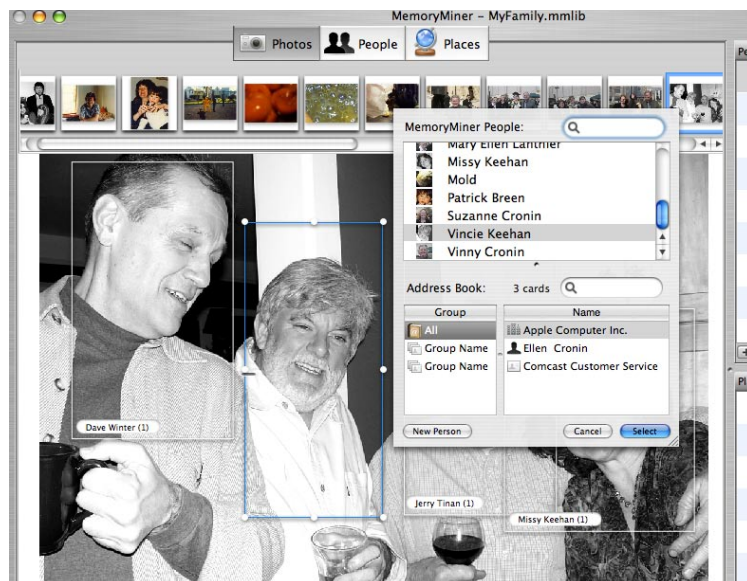 MemoryMiner – MyFamily.mmlib
Photos People Places
MemoryMiner People:
Mary Ellen Lanthier
Missy Keehan
Mold
Patrick Breen
Suzanne Cronin
Vincie Keehan
Vinny Cronin
Address Book: 3 cards
Group Name
All Apple Computer Inc.
Group Name Ellen Cronin
Group Name Comcast Customer Service
New Person Cancel Select
Dave Winter (1)
Jerry Tinan (1)
Missy Keehan (1)